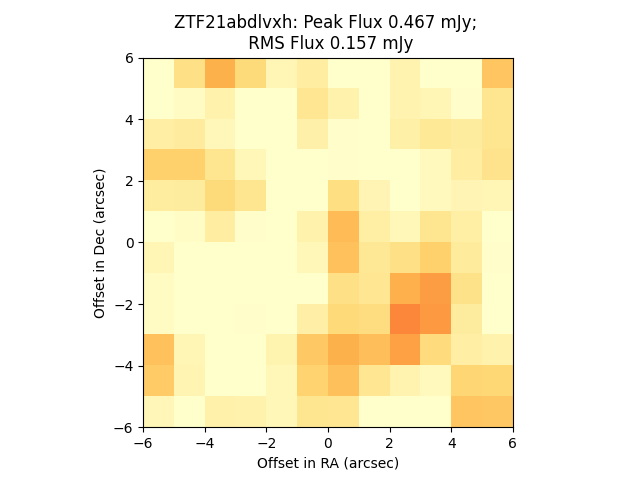 ZTF21abdlvxh: Peak Flux 0.467 mJy;
RMS Flux 0.157 mJy
6
4
2
0
−2
−4
−6
Offset in Dec (arcsec)
−6 −4 −2 0 2 4 6
Offset in RA (arcsec)